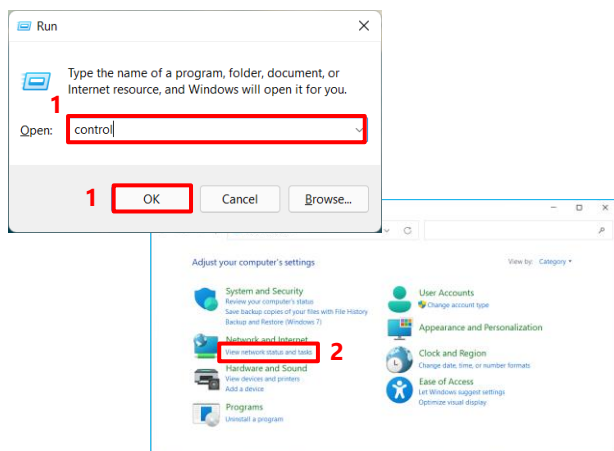 Run
Type the name of a program, folder, document, or
Internet resource, and Windows will open it for you.
1
Open: control
1 OK Cancel Browse...
Adjust your computer's settings
View by: Category
System and Security
Review your computer's status
Save backup copies of your files with File History
Backup and Restore (Windows 7)
Network and Internet
View network status and tasks 2
Hardware and Sound
View devices and printers
Add a device
Programs
Uninstall a program
User Accounts
Change account type
Appearance and Personalization
Clock and Region
Change date, time, or number formats
Ease of Access
Let Windows suggest settings
Optimize visual display